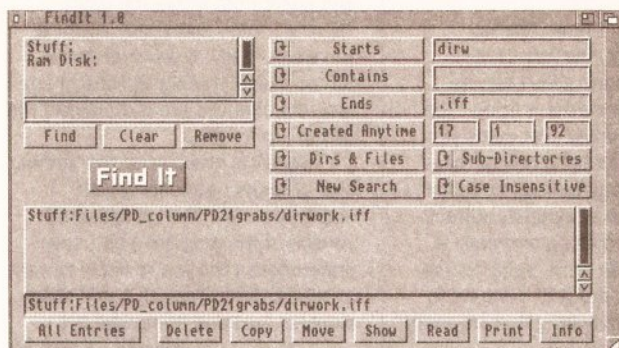 FindIt 1.0
Stuff:
Ram Disk:
Find
Clear
Remove
Find It
Starts
dirw
Contains
Ends
.iff
Created Anytime
17
1
92
Dirs & Files
Sub-Directories
New Search
Case Insensitive
Stuff:Files/PD_column/PD21grabs/dirwork.iff
Stuff:Files/PD_column/PD21grabs/dirwork.iff
All Entries
Delete
Copy
Move
Show
Read
Print
Info